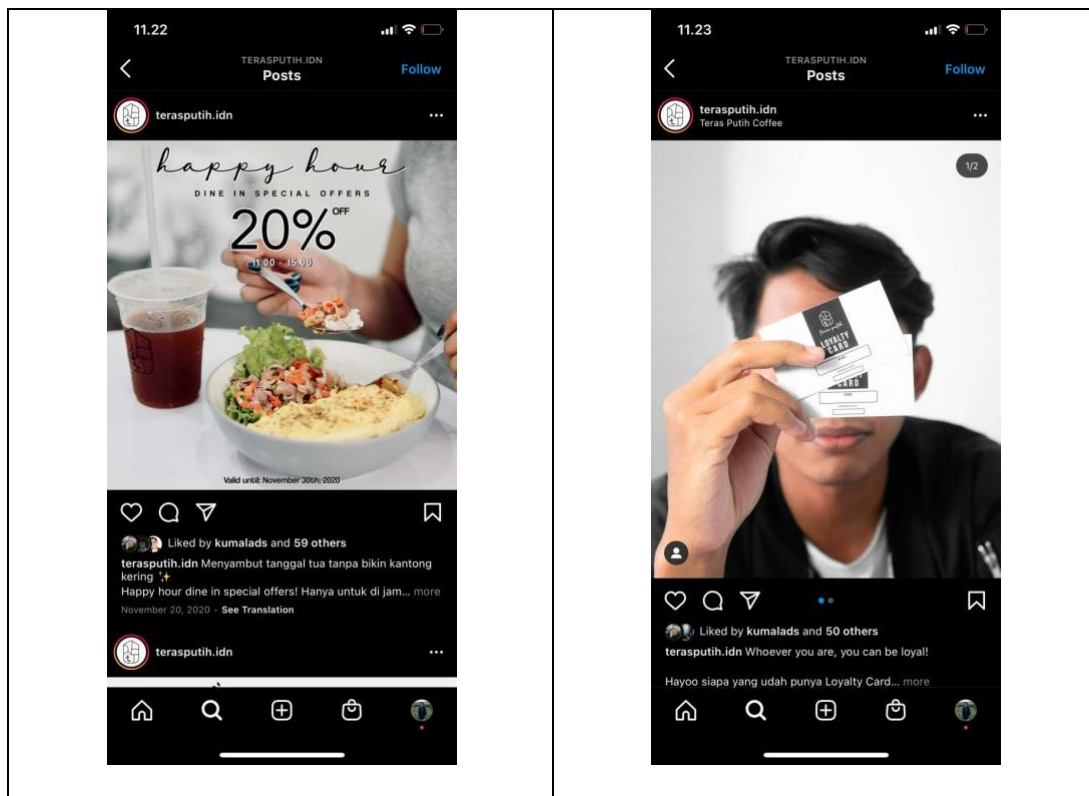 11.22
TERASPUTIH.IDN
Posts
Follow
terasputih.idn
happy hour
DINE IN SPECIAL OFFERS
20% OFF
11.00 - 15.00
Valid until: November 30th, 2020
Liked by kumalads and 59 others
terasputih.idn Menyambut tanggal tua tanpa bikin kantong
kering ✨
Happy hour dine in special offers! Hanya untuk di jam... more
November 20, 2020 · See Translation
terasputih.idn
11.23
TERASPUTIH.IDN
Posts
Follow
terasputih.idn
Teras Putih Coffee
1/2
Teras putih
LOYALTY
CARD
CARD
Liked by kumalads and 50 others
terasputih.idn Whoever you are, you can be loyal!
Hayoo siapa yang udah punya Loyalty Card... more